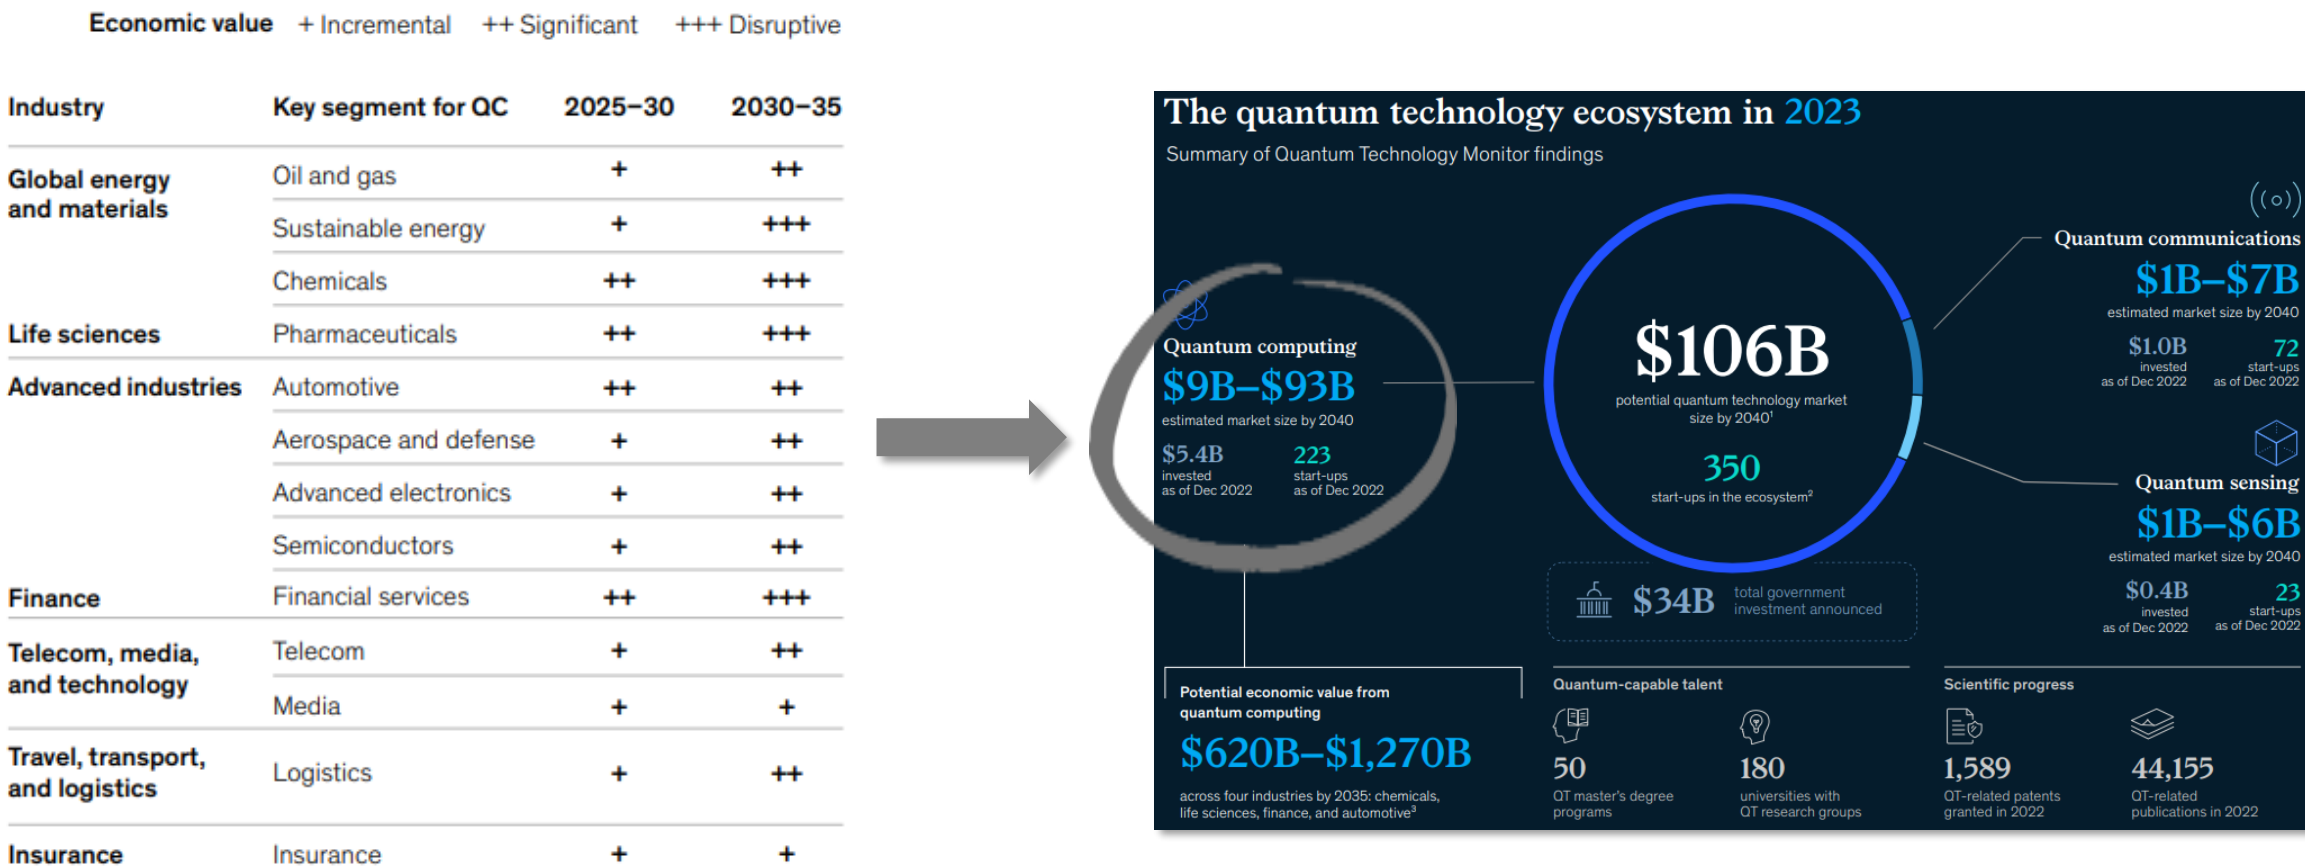 Economic value + Incremental ++ Significant +++ Disruptive
Industry Key segment for QC 2025–30 2030–35
Global energy and materials
Oil and gas + ++
Sustainable energy + +++
Chemicals ++ +++
Life sciences Pharmaceuticals ++ +++
Advanced industries Automotive ++ ++
Aerospace and defense + ++
Advanced electronics + ++
Semiconductors + ++
Finance Financial services ++ +++
Telecom, media, and technology
Telecom + ++
Media + +
Travel, transport, and logistics
Logistics + ++
Insurance Insurance + +
The quantum technology ecosystem in 2023
Summary of Quantum Technology Monitor findings
Quantum computing
$9B–$93B
estimated market size by 2040
$5.4B
invested
as of Dec 2022
223
start-ups
as of Dec 2022
$106B
potential quantum technology market
size by 2040¹
350
start-ups in the ecosystem²
$34B
total government
investment announced
Quantum communications
$1B–$7B
estimated market size by 2040
$1.0B
invested
as of Dec 2022
72
start-ups
as of Dec 2022
Quantum sensing
$1B–$6B
estimated market size by 2040
$0.4B
invested
as of Dec 2022
23
start-ups
as of Dec 2022
Potential economic value from
quantum computing
$620B–$1,270B
across four industries by 2035: chemicals,
life sciences, finance, and automotive³
Quantum-capable talent
50
QT master's degree
programs
180
universities with
QT research groups
Scientific progress
1,589
QT-related patents
granted in 2022
44,155
QT-related
publications in 2022